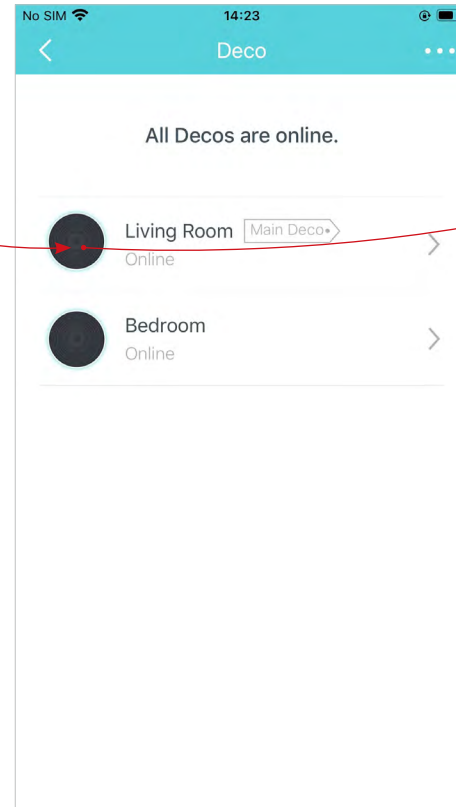 No SIM 14:23
Deco
All Decos are online.
Living Room Main Deco
Online
Bedroom
Online